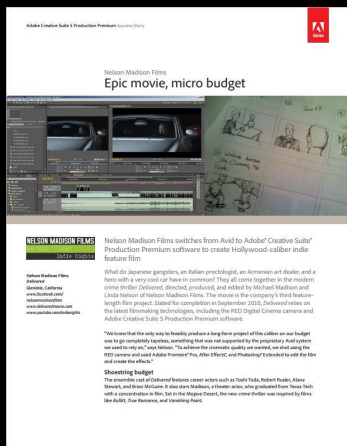 Adobe Creative Suite 5 Production Premium Success Story
Adobe
Nelson Madison Films
Epic movie, micro budget
NELSON MADISON FILMS
Indie Rights
Nelson Madison Films
Delivered
Glendale, California
www.facebook.com/
nelsonmadisonfilms
www.deliveredmovie.com
www.youtube.com/indierights
Nelson Madison Films switches from Avid to Adobe® Creative Suite®
Production Premium software to create Hollywood-caliber indie
feature film
What do Japanese gangsters, an Italian proctologist, an Armenian art dealer, and a
hero with a very cool car have in common? They all come together in the modern
crime thriller Delivered, directed, produced, and edited by Michael Madison and
Linda Nelson of Nelson Madison Films. The movie is the company's third feature-
length film project. Slated for completion in September 2010, Delivered relies on
the latest filmmaking technologies, including the RED Digital Cinema camera and
Adobe Creative Suite 5 Production Premium software.
"We knew that the only way to feasibly produce a long-form project of this caliber on our budget
was to go completely tapeless, something that was not supported by the proprietary Avid system
we used to rely on," says Nelson. "To achieve the cinematic quality we wanted, we shot using the
RED camera and used Adobe Premiere® Pro, After Effects®, and Photoshop® Extended to edit the film
and create the effects."
Shoestring budget
The ensemble cast of Delivered features career actors such as Toshi Toda, Robert Rusler, Alana
Stewart, and Brian McGuire. It also stars Madison, a theater actor, who graduated from Texas Tech
with a concentration in film. Set in the Mojave Desert, the new crime thriller was inspired by films
like Bullitt, True Romance, and Vanishing Point.